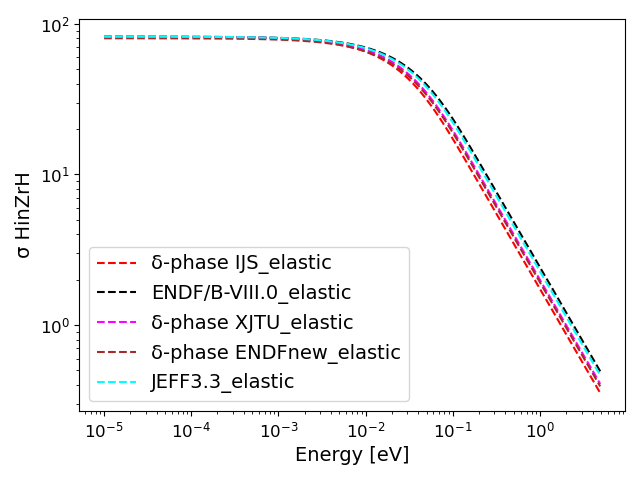 10²
10¹
10⁰
σ HinZrH
δ-phase IJS_elastic
ENDF/B-VIII.0_elastic
δ-phase XJTU_elastic
δ-phase ENDFnew_elastic
JEFF3.3_elastic
10⁻⁵ 10⁻⁴ 10⁻³ 10⁻² 10⁻¹ 10⁰
Energy [eV]